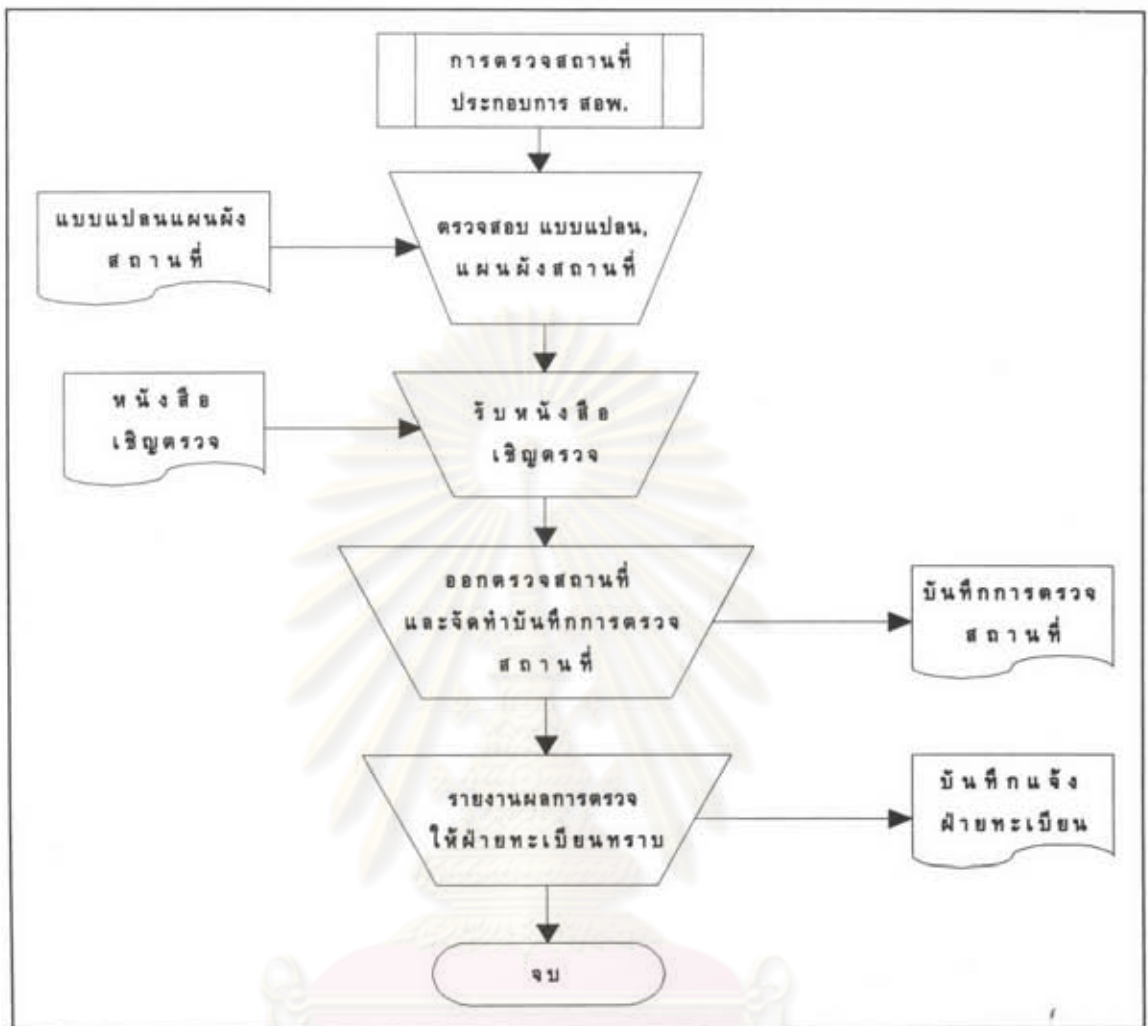 การตรวจสถานที่
ประกอบการ สอพ.
แบบแปลนแผนผัง
สถานที่
ตรวจสอบ แบบแปลน,
แผนผังสถานที่
หนังสือ
เชิญตรวจ
รับหนังสือ
เชิญตรวจ
ออกตรวจสถานที่
และจัดทำบันทึกการตรวจ
สถานที่
บันทึกการตรวจ
สถานที่
รายงานผลการตรวจ
ให้ฝ่ายทะเบียนทราบ
บันทึกแจ้ง
ฝ่ายทะเบียน
จบ